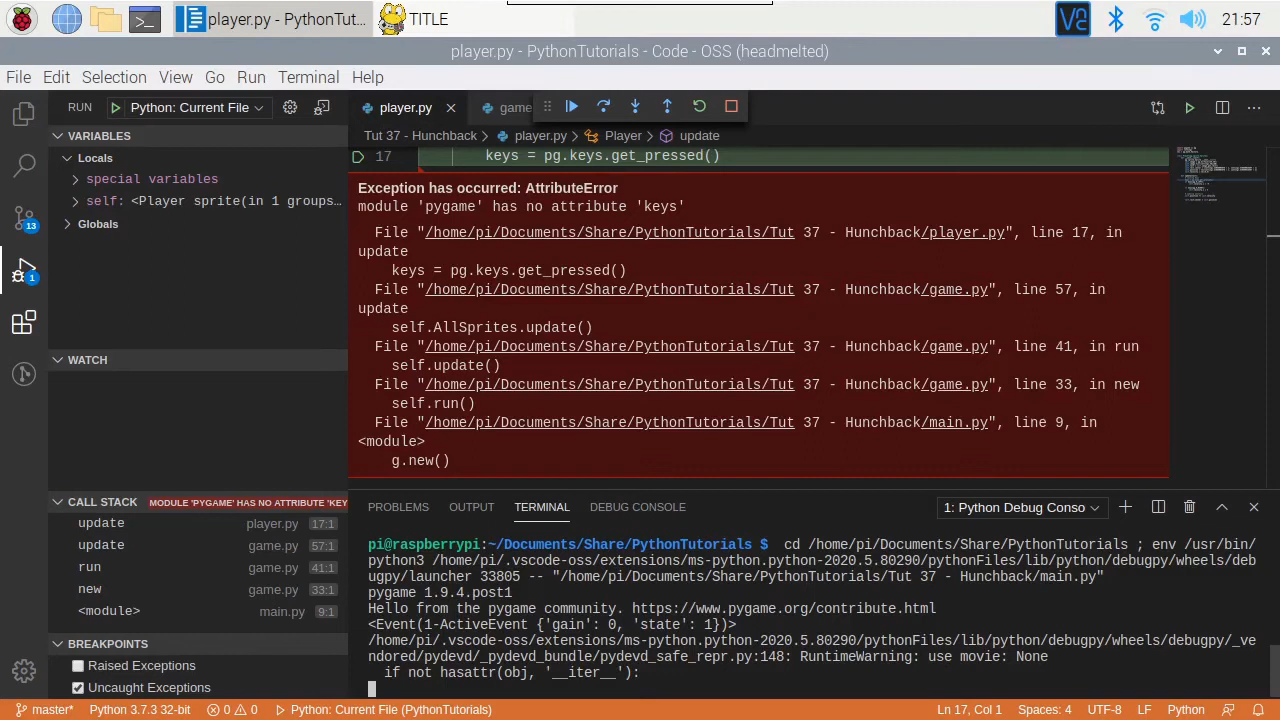 player.py - PythonTut...
TITLE
21:57
player.py - PythonTutorials - Code - OSS (headmelted)
File Edit Selection View Go Run Terminal Help
RUN Python: Current File
player.py
game
VARIABLES
Locals
special variables
self: <Player sprite(in 1 groups…
Globals
WATCH
CALL STACK MODULE 'PYGAME' HAS NO ATTRIBUTE 'KEY
update player.py 17:1
update game.py 57:1
run game.py 41:1
new game.py 33:1
<module> main.py 9:1
BREAKPOINTS
Raised Exceptions
Uncaught Exceptions
13
1
Tut 37 - Hunchback > player.py > Player > update
17 keys = pg.keys.get_pressed()
Exception has occurred: AttributeError
module 'pygame' has no attribute 'keys'
File "/home/pi/Documents/Share/PythonTutorials/Tut 37 - Hunchback/player.py", line 17, in
update
keys = pg.keys.get_pressed()
File "/home/pi/Documents/Share/PythonTutorials/Tut 37 - Hunchback/game.py", line 57, in
update
self.AllSprites.update()
File "/home/pi/Documents/Share/PythonTutorials/Tut 37 - Hunchback/game.py", line 41, in run
self.update()
File "/home/pi/Documents/Share/PythonTutorials/Tut 37 - Hunchback/game.py", line 33, in new
self.run()
File "/home/pi/Documents/Share/PythonTutorials/Tut 37 - Hunchback/main.py", line 9, in
<module>
g.new()
PROBLEMS OUTPUT TERMINAL DEBUG CONSOLE 1: Python Debug Conso
pi@raspberrypi:~/Documents/Share/PythonTutorials $ cd /home/pi/Documents/Share/PythonTutorials ; env /usr/bin/
python3 /home/pi/.vscode-oss/extensions/ms-python.python-2020.5.80290/pythonFiles/lib/python/debugpy/wheels/deb
ugpy/launcher 33805 -- "/home/pi/Documents/Share/PythonTutorials/Tut 37 - Hunchback/main.py"
pygame 1.9.4.post1
Hello from the pygame community. https://www.pygame.org/contribute.html
<Event(1-ActiveEvent {'gain': 0, 'state': 1})>
/home/pi/.vscode-oss/extensions/ms-python.python-2020.5.80290/pythonFiles/lib/python/debugpy/wheels/debugpy/_ve
ndored/pydevd/_pydevd_bundle/pydevd_safe_repr.py:148: RuntimeWarning: use movie: None
if not hasattr(obj, '__iter__'):
master* Python 3.7.3 32-bit 0 0 Python: Current File (PythonTutorials) Ln 17, Col 1 Spaces: 4 UTF-8 LF Python